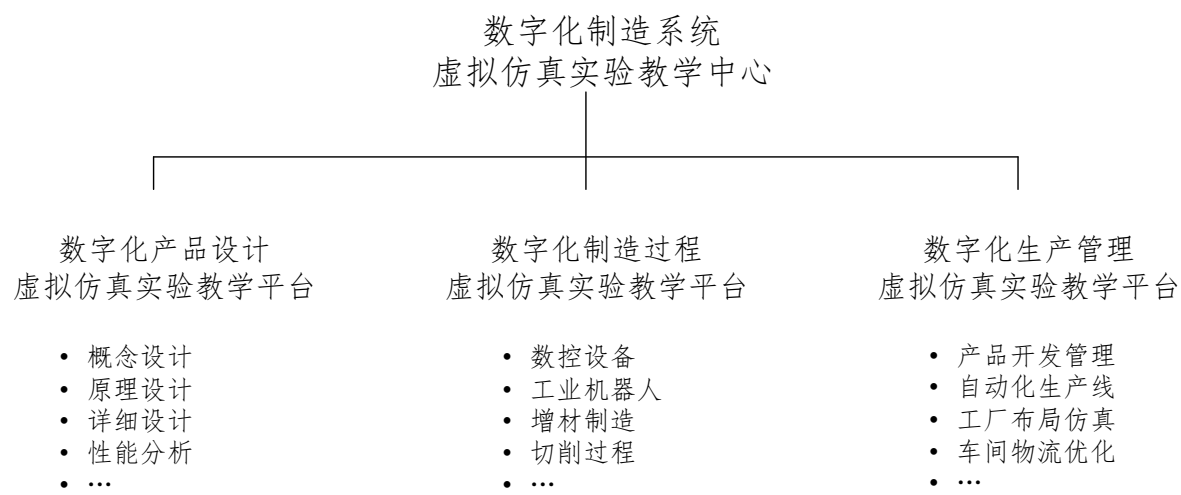 数字化制造系统
虚拟仿真实验教学中心
数字化产品设计
虚拟仿真实验教学平台
• 概念设计
• 原理设计
• 详细设计
• 性能分析
• …
数字化制造过程
虚拟仿真实验教学平台
• 数控设备
• 工业机器人
• 增材制造
• 切削过程
• …
数字化生产管理
虚拟仿真实验教学平台
• 产品开发管理
• 自动化生产线
• 工厂布局仿真
• 车间物流优化
• …